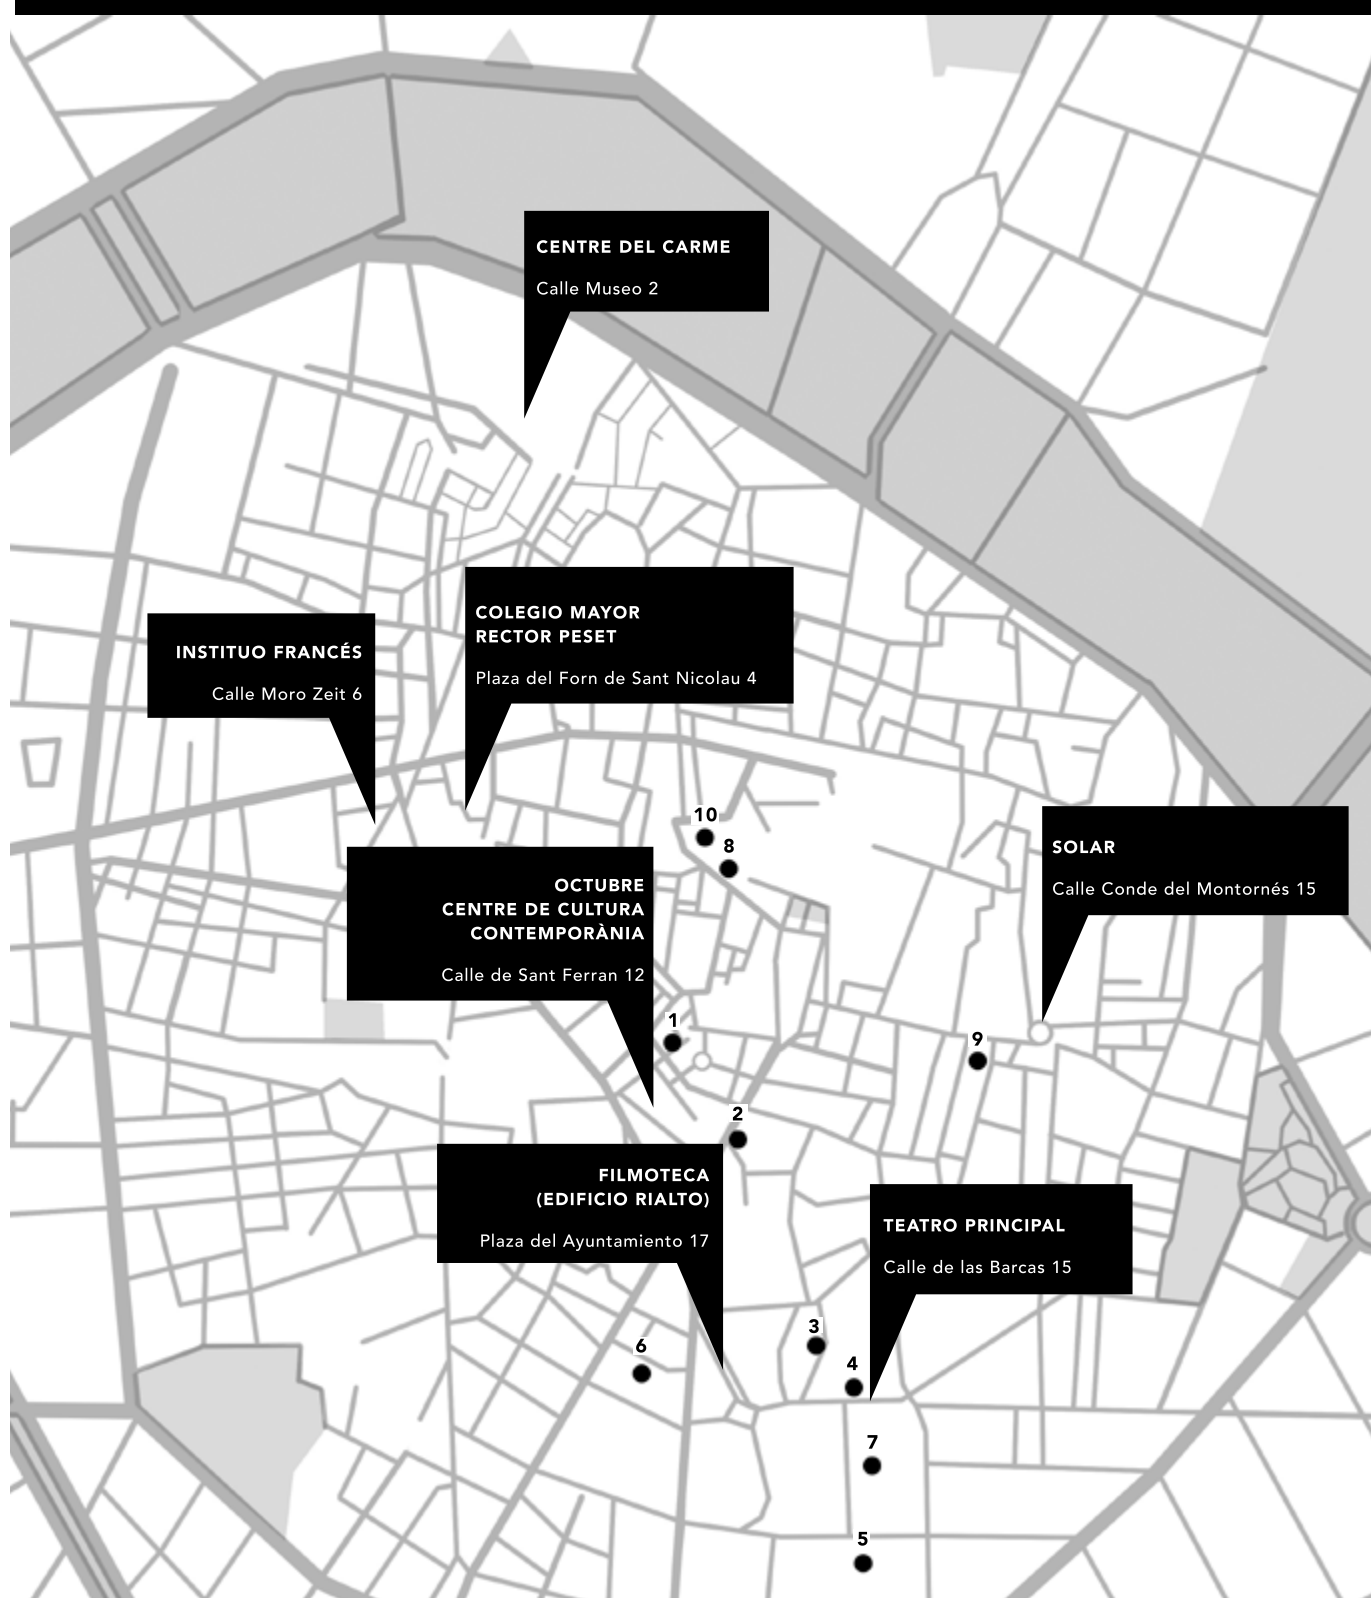 CENTRE DEL CARME
Calle Museo 2
COLEGIO MAYOR
RECTOR PESET
Plaza del Forn de Sant Nicolau 4
INSTITUO FRANCÉS
Calle Moro Zeit 6
10
8
SOLAR
Calle Conde del Montornés 15
OCTUBRE
CENTRE DE CULTURA
CONTEMPORÀNIA
Calle de Sant Ferran 12
1
9
2
FILMOTECA
(EDIFICIO RIALTO)
Plaza del Ayuntamiento 17
TEATRO PRINCIPAL
Calle de las Barcas 15
3
6
4
7
5